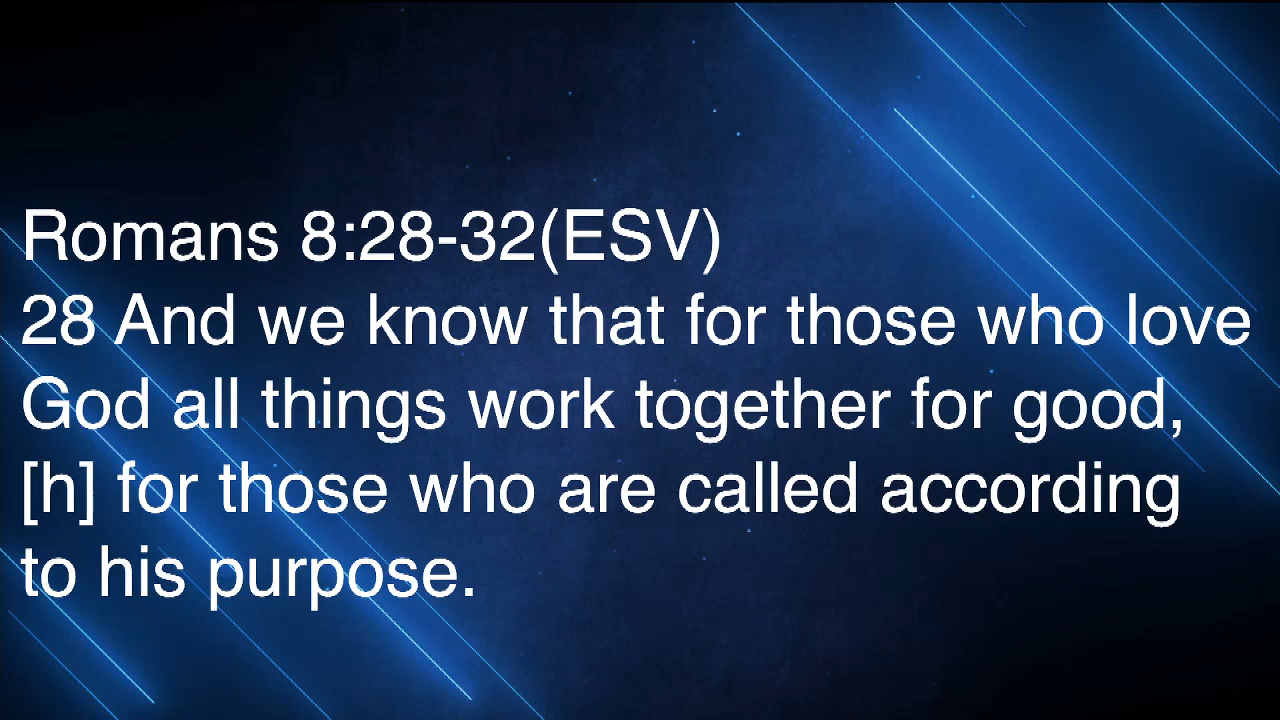 Romans 8:28-32(ESV)
28 And we know that for those who love
God all things work together for good,
[h] for those who are called according
to his purpose.